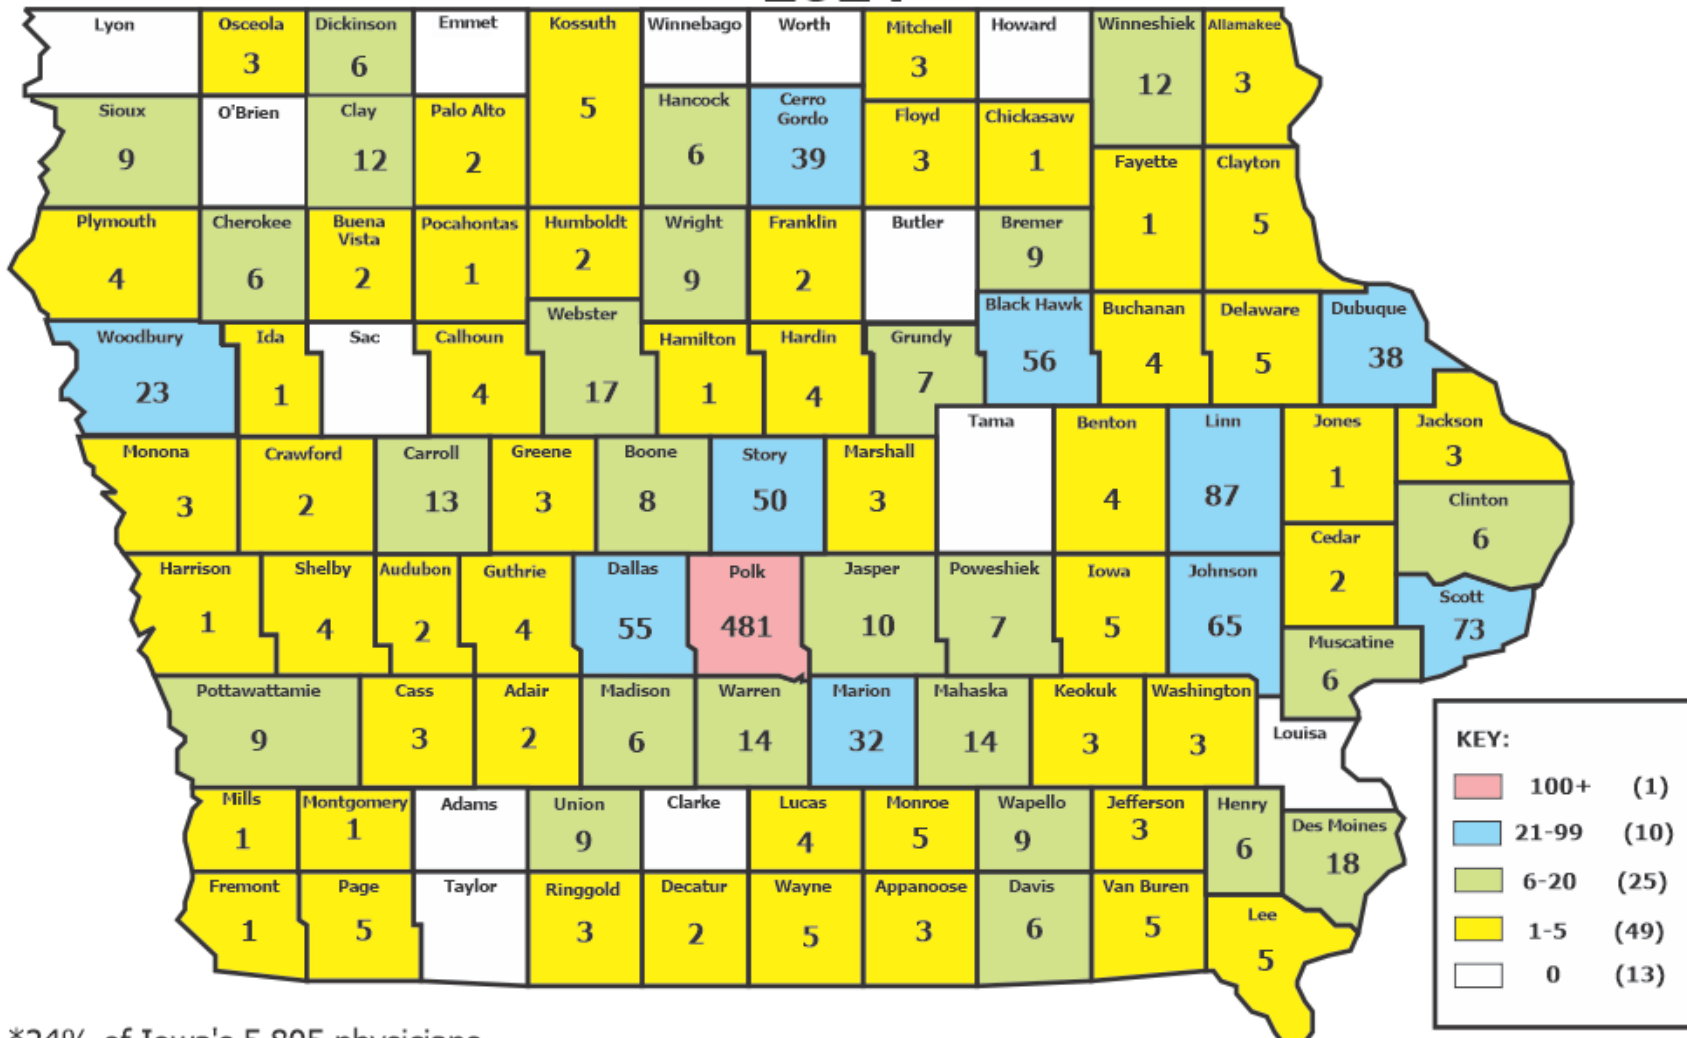 Lyon
Osceola
3
Dickinson
6
Emmet
Kossuth
5
Winnebago
Worth
Mitchell
3
Howard
Winneshiek
12
Allamakee
3
Sioux
9
O'Brien
Clay
12
Palo Alto
2
Hancock
6
Cerro
Gordo
39
Floyd
3
Chickasaw
1
Fayette
1
Clayton
5
Plymouth
4
Cherokee
6
Buena
Vista
2
Pocahontas
1
Humboldt
2
Wright
9
Franklin
2
Butler
Bremer
9
Woodbury
23
Ida
1
Sac
Calhoun
4
Webster
17
Hamilton
1
Hardin
4
Grundy
7
Black Hawk
56
Buchanan
4
Delaware
5
Dubuque
38
Monona
3
Crawford
2
Carroll
13
Greene
3
Boone
8
Story
50
Marshall
3
Tama
Benton
4
Linn
87
Jones
1
Jackson
3
Clinton
6
Cedar
2
Harrison
1
Shelby
4
Audubon
2
Guthrie
4
Dallas
55
Polk
481
Jasper
10
Poweshiek
7
Iowa
5
Johnson
65
Scott
73
Muscatine
6
Pottawattamie
9
Cass
3
Adair
2
Madison
6
Warren
14
Marion
32
Mahaska
14
Keokuk
3
Washington
3
Louisa
Mills
1
Montgomery
1
Adams
Union
9
Clarke
Lucas
4
Monroe
5
Wapello
9
Jefferson
3
Henry
6
Des Moines
18
Fremont
1
Page
5
Taylor
Ringgold
3
Decatur
2
Wayne
5
Appanoose
3
Davis
6
Van Buren
5
Lee
5
KEY:
100+ (1)
21-99 (10)
6-20 (25)
1-5 (49)
0 (13)
of Iowa's physicians